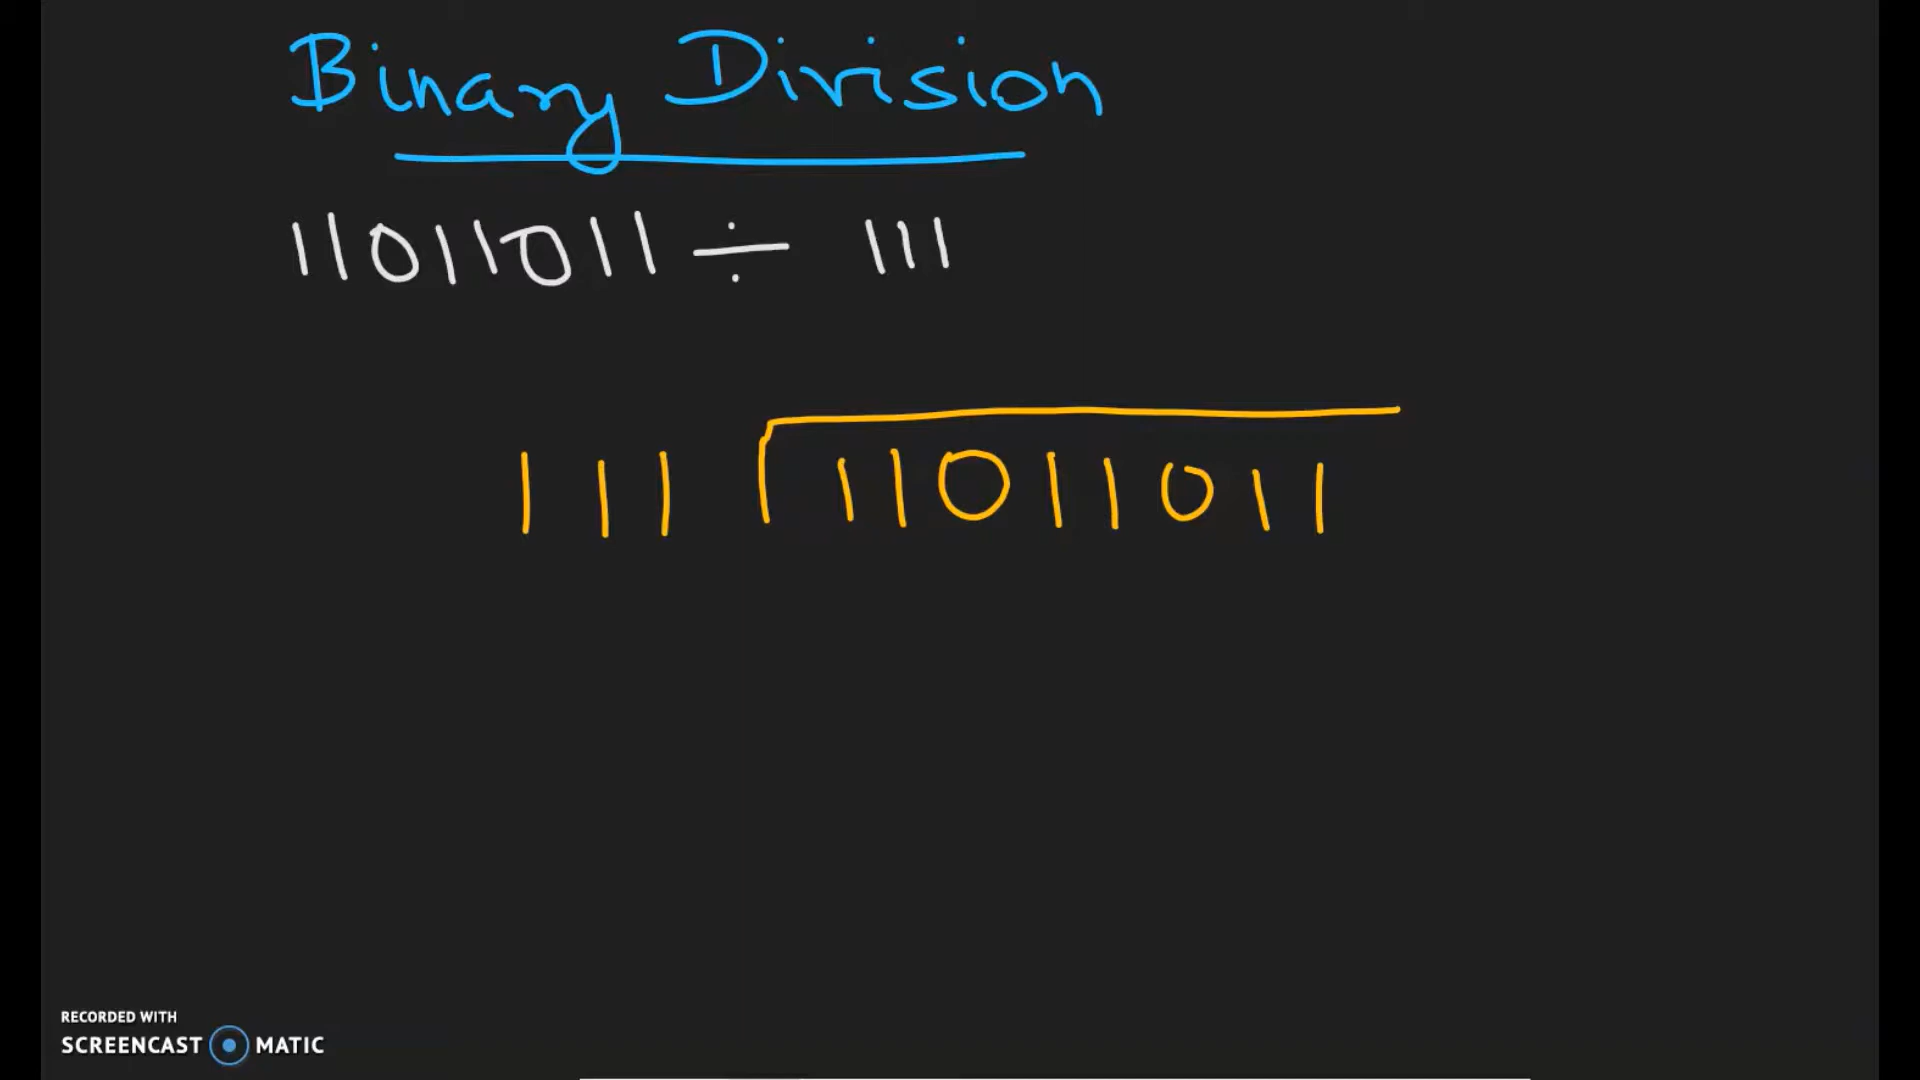 Binary Division
11011011 ÷ 111
111 11011011
RECORDED WITH
SCREENCAST MATIC